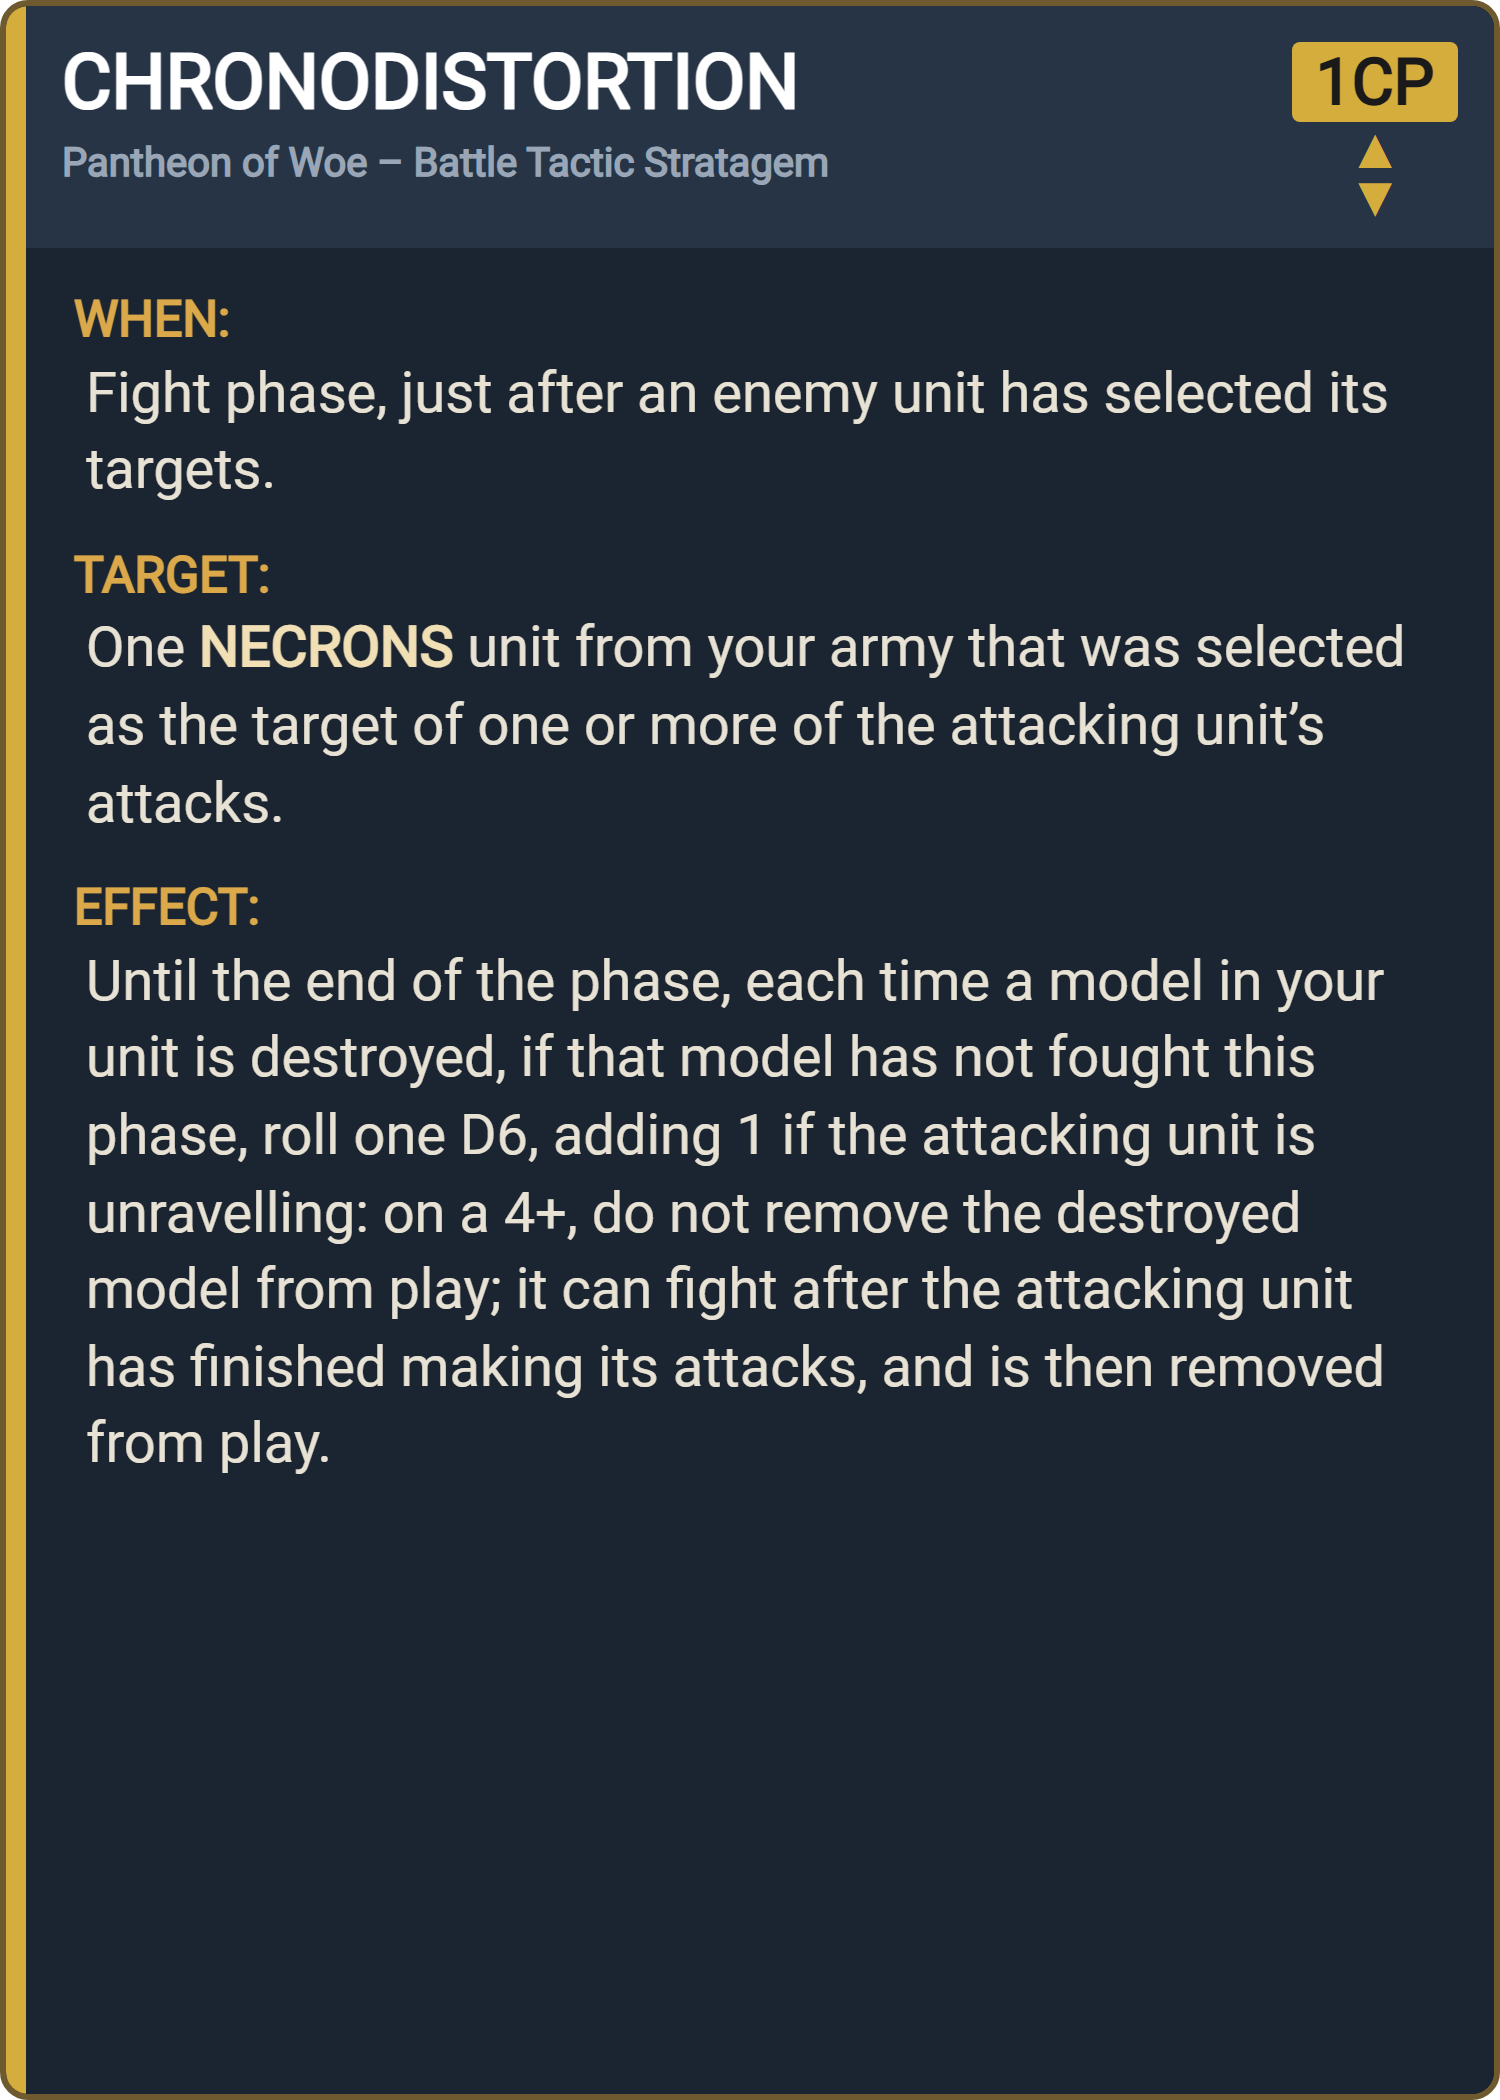 CHRONODISTORTION
1CP
Pantheon of Woe – Battle Tactic Stratagem
WHEN:
Fight phase, just after an enemy unit has selected its
targets.
TARGET:
One NECRONS unit from your army that was selected
as the target of one or more of the attacking unit’s
attacks.
EFFECT:
Until the end of the phase, each time a model in your
unit is destroyed, if that model has not fought this
phase, roll one D6, adding 1 if the attacking unit is
unravelling: on a 4+, do not remove the destroyed
model from play; it can fight after the attacking unit
has finished making its attacks, and is then removed
from play.